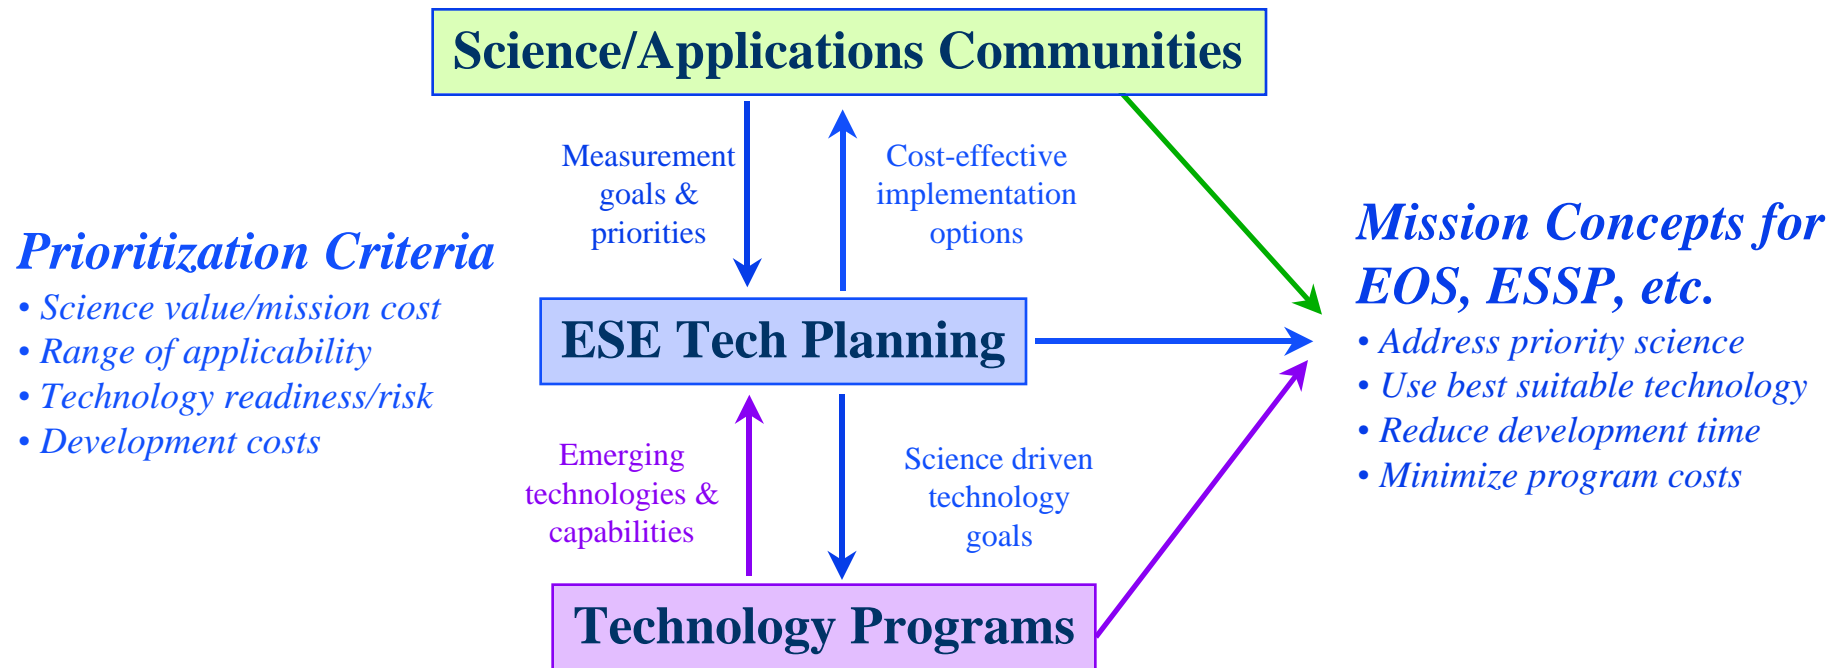 Science/Applications Communities
Measurement
goals &
priorities
Cost-effective
implementation
options
Prioritization Criteria
• Science value/mission cost
• Range of applicability
• Technology readiness/risk
• Development costs
ESE Tech Planning
Mission Concepts for
EOS, ESSP, etc.
• Address priority science
• Use best suitable technology
• Reduce development time
• Minimize program costs
Emerging
technologies &
capabilities
Science driven
technology
goals
Technology Programs